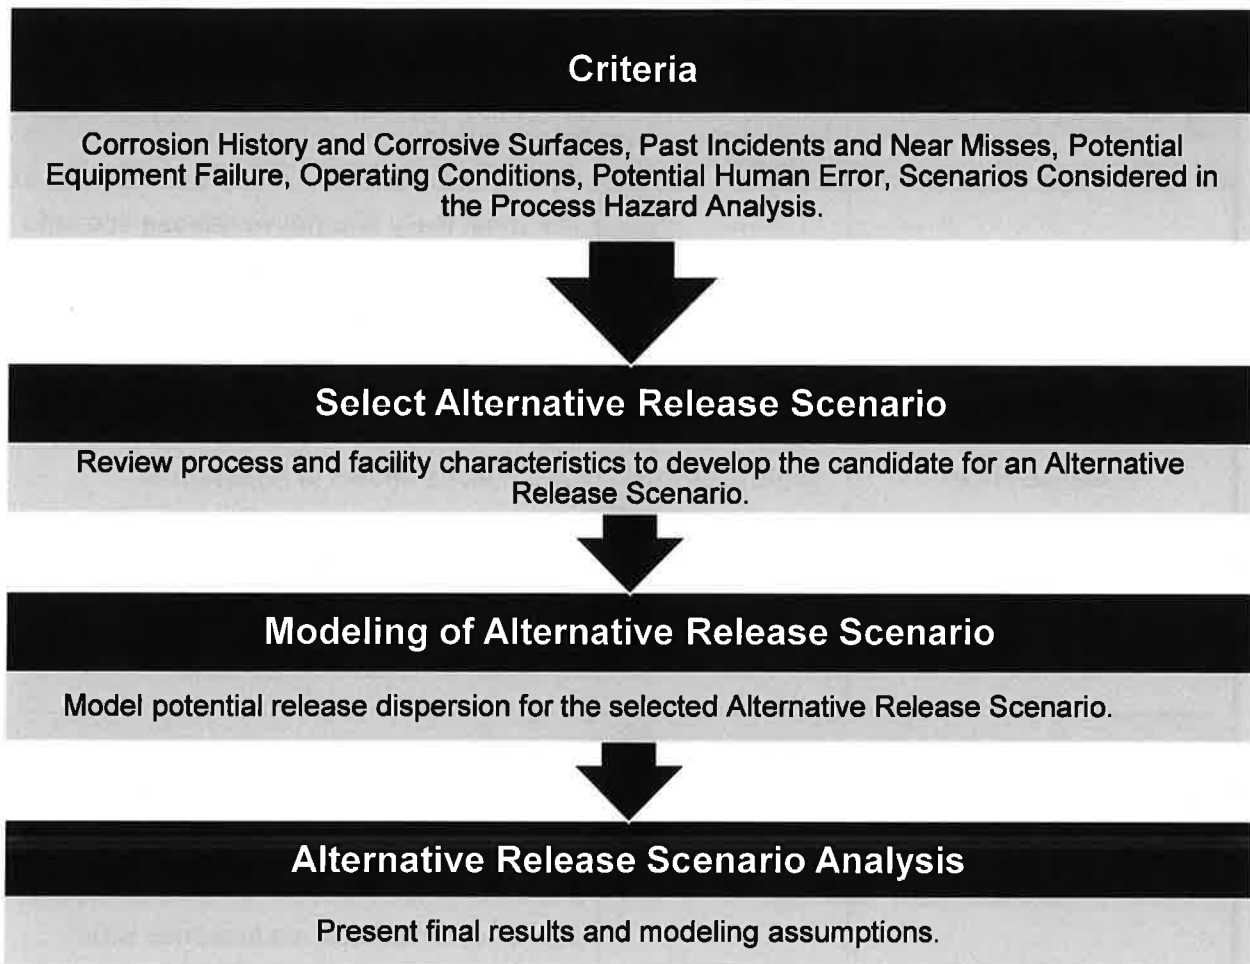 Criteria
Corrosion History and Corrosive Surfaces, Past Incidents and Near Misses, Potential
Equipment Failure, Operating Conditions, Potential Human Error, Scenarios Considered in
the Process Hazard Analysis.
Select Alternative Release Scenario
Review process and facility characteristics to develop the candidate for an Alternative
Release Scenario.
Modeling of Alternative Release Scenario
Model potential release dispersion for the selected Alternative Release Scenario.
Alternative Release Scenario Analysis
Present final results and modeling assumptions.